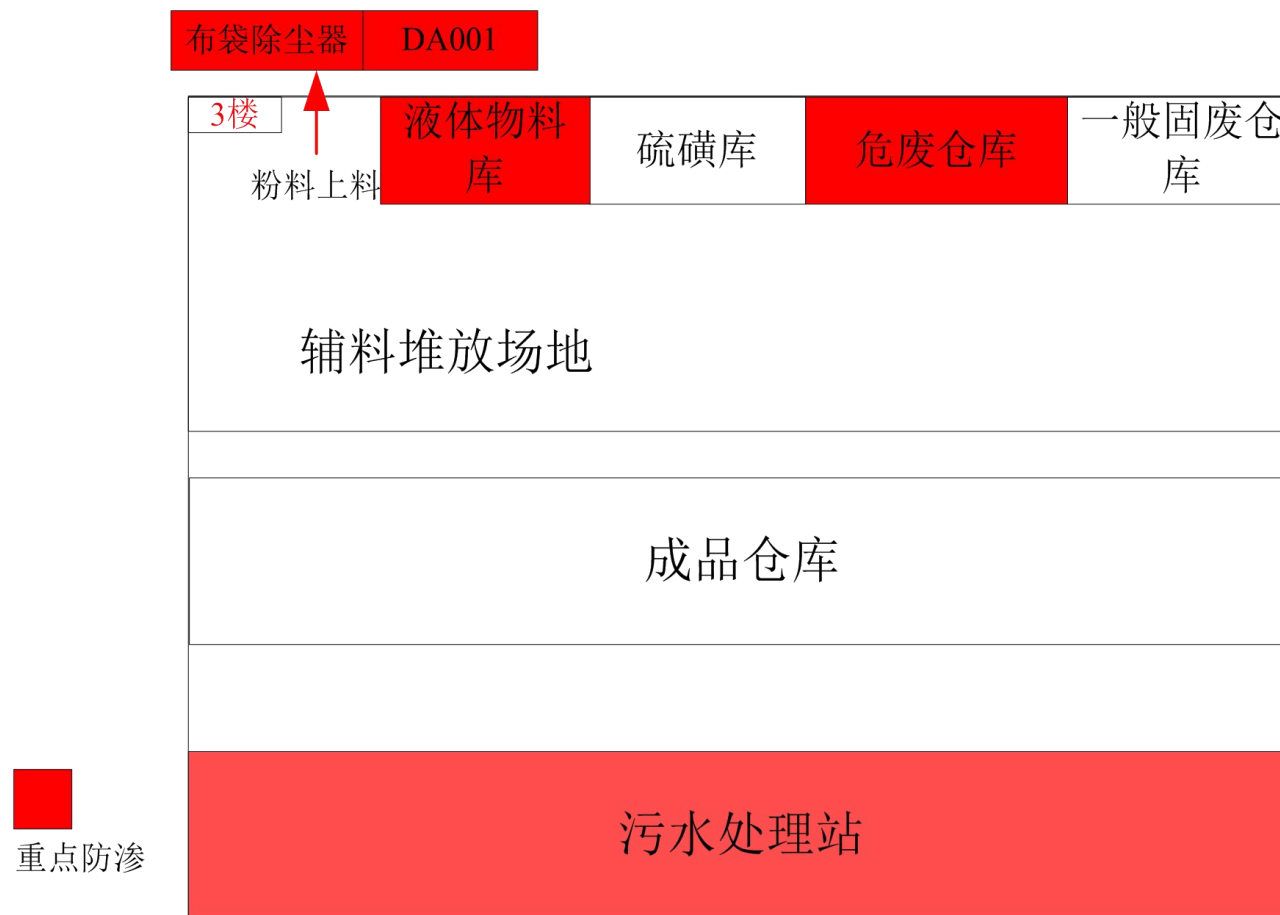 布袋除尘器 DA001
3楼
粉料上料
液体物料
库
硫磺库
危废仓库
一般固废仓
库
辅料堆放场地
成品仓库
污水处理站
重点防渗